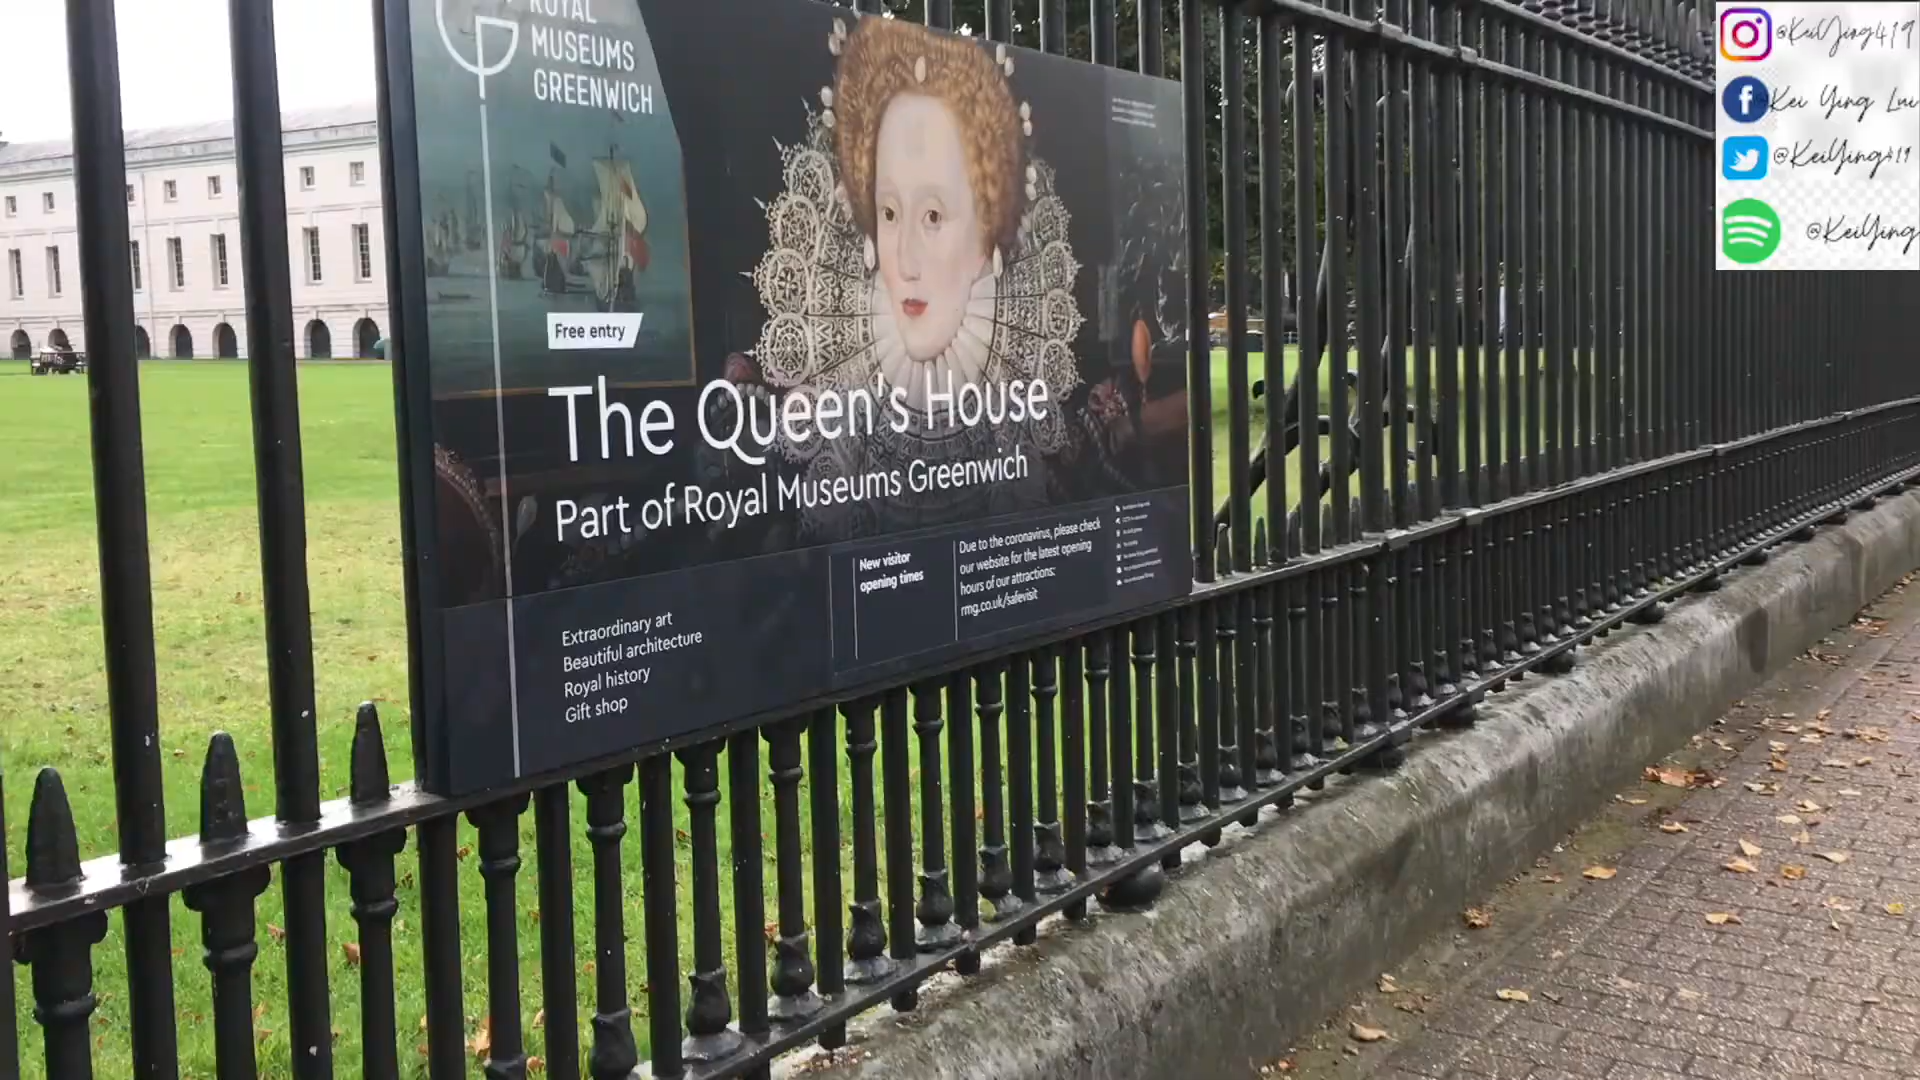 ROYAL
MUSEUMS
GREENWICH
Free entry
The Queen's House
Part of Royal Museums Greenwich
Extraordinary art
Beautiful architecture
Royal history
Gift shop
New visitor
opening times
Due to the coronavirus, please check
our website for the latest opening
hours of our attractions:
rmg.co.uk/safevisit
@KeiYing419
Kei Ying Lui
@KeiYing419
@KeiYing